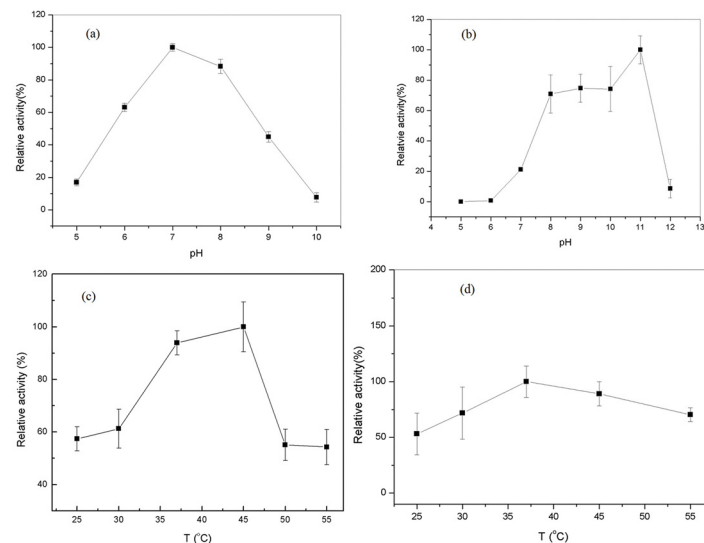 (a)
Relative activity(%)
120
100
80
60
40
20
0
5 6 7 8 9 10
pH
(b)
Relatvie activity(%)
120
100
80
60
40
20
0
4 5 6 7 8 9 10 11 12 13
pH
(c)
Relative activity (%)
120
100
80
60
40
25 30 35 40 45 50 55
T (°C)
(d)
Relative activity(%)
200
150
100
50
0
25 30 35 40 45 50 55
T (°C)